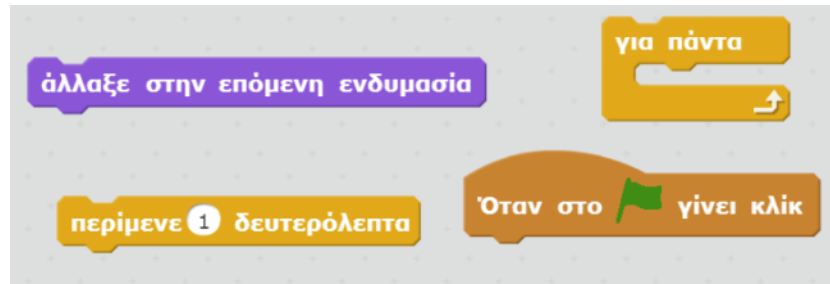 για πάντα
άλλαξε στην επόμενη ενδυμασία
Όταν στο γίνει κλίκ
περίμενε 1 δευτερόλεπτα